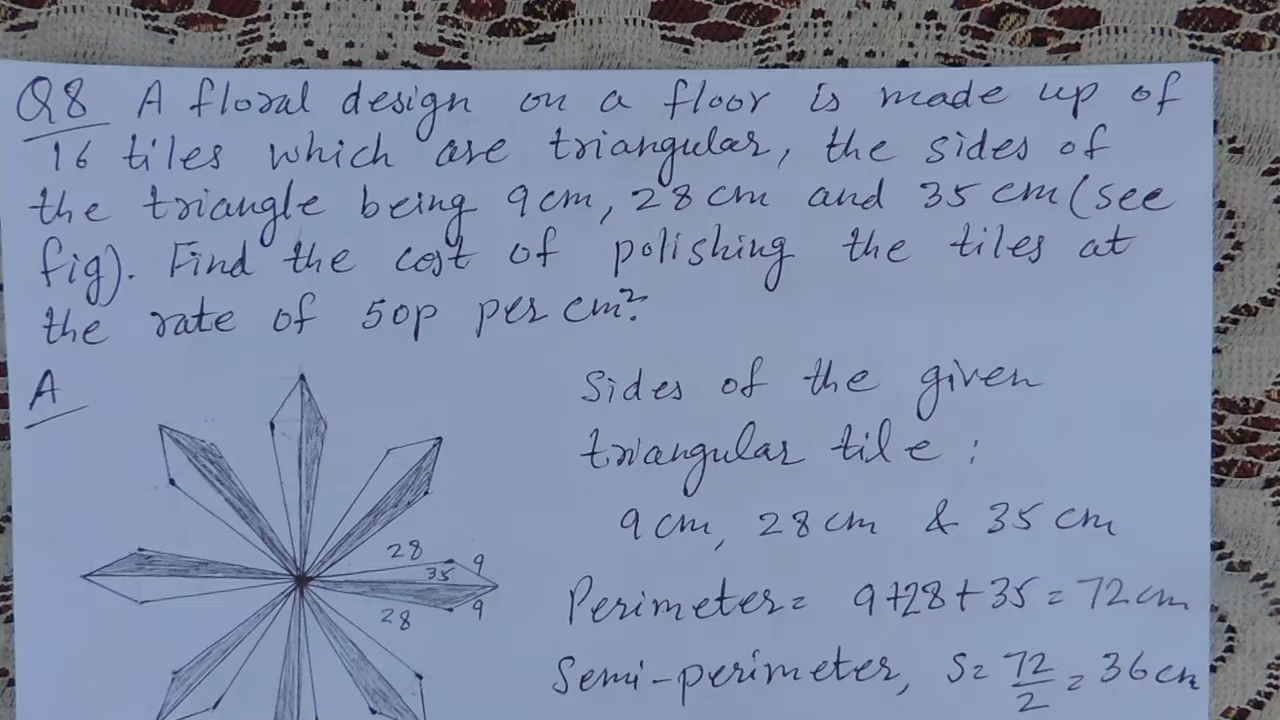 Q8 A floral design on a floor is made up of
16 tiles which are triangular, the sides of
the triangle being 9cm, 28cm and 35cm (see
fig). Find the cost of polishing the tiles at
the rate of 50p per cm².
A
Sides of the given
triangular tile :
9cm, 28cm & 35cm
28
9
35
28
9
Perimeter = 9+28+35 = 72cm
Semi-perimeter, S = 72/2 = 36cm